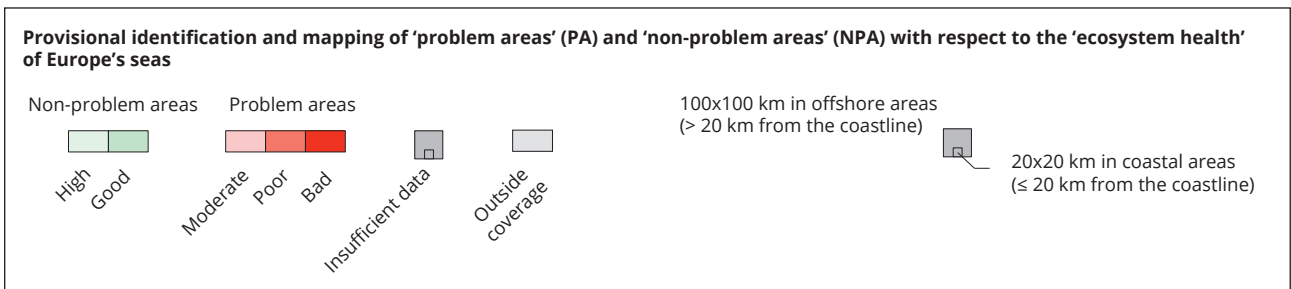 Provisional identification and mapping of ‘problem areas’ (PA) and ‘non-problem areas’ (NPA) with respect to the ‘ecosystem health’
of Europe’s seas
Non-problem areas
Problem areas
High
Good
Moderate
Poor
Bad
Insufficient data
Outside
coverage
100x100 km in offshore areas
(> 20 km from the coastline)
20x20 km in coastal areas
(≤ 20 km from the coastline)